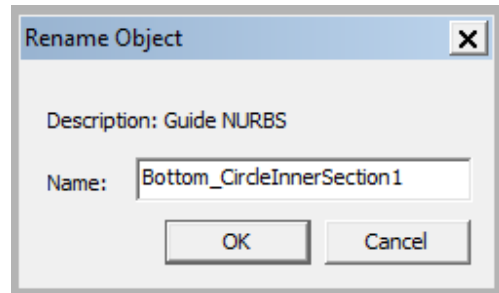 Rename Object
Description: Guide NURBS
Name: Bottom_CircleInnerSection1
OK Cancel